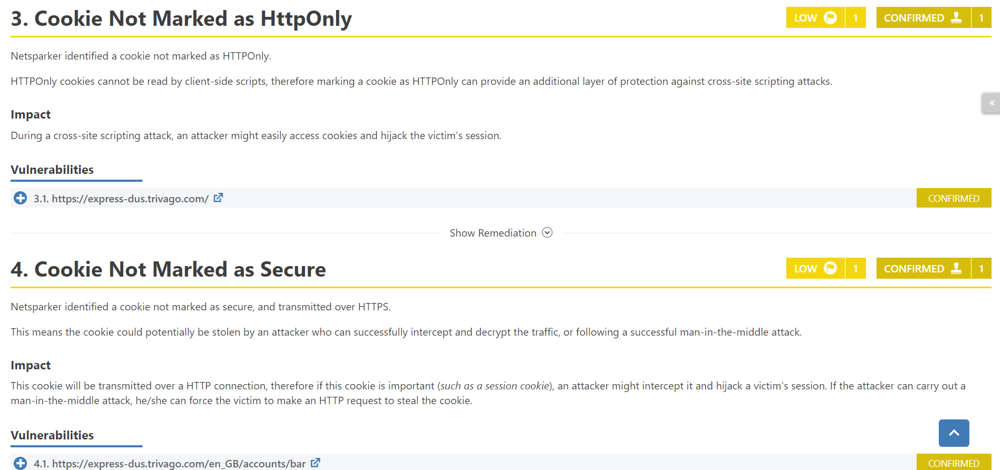 3. Cookie Not Marked as HttpOnly
LOW 1 CONFIRMED 1
Netsparker identified a cookie not marked as HTTPOnly.
HTTPOnly cookies cannot be read by client-side scripts, therefore marking a cookie as HTTPOnly can provide an additional layer of protection against cross-site scripting attacks.
«
Impact
During a cross-site scripting attack, an attacker might easily access cookies and hijack the victim's session.
Vulnerabilities
3.1. https://express-dus.trivago.com/ CONFIRMED
Show Remediation
4. Cookie Not Marked as Secure
LOW 1 CONFIRMED 1
Netsparker identified a cookie not marked as secure, and transmitted over HTTPS.
This means the cookie could potentially be stolen by an attacker who can successfully intercept and decrypt the traffic, or following a successful man-in-the-middle attack.
Impact
This cookie will be transmitted over a HTTP connection, therefore if this cookie is important (such as a session cookie), an attacker might intercept it and hijack a victim's session. If the attacker can carry out a
man-in-the-middle attack, he/she can force the victim to make an HTTP request to steal the cookie.
Vulnerabilities
4.1. https://express-dus.trivago.com/en_GB/accounts/bar CONFIRMED